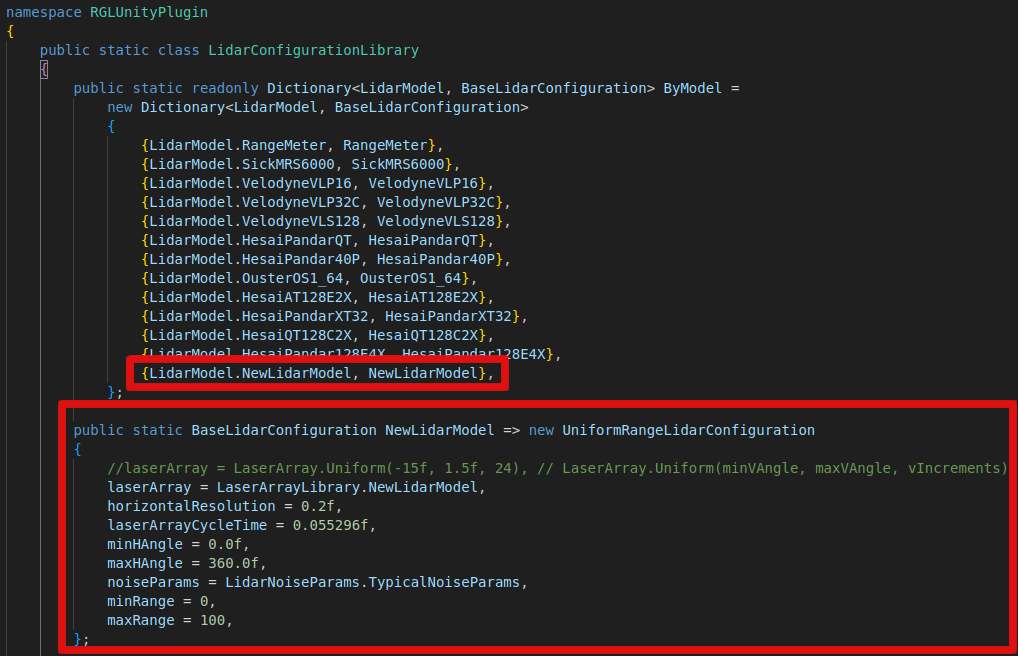 namespace RGLUnityPlugin
{
public static class LidarConfigurationLibrary
{
public static readonly Dictionary<LidarModel, BaseLidarConfiguration> ByModel =
new Dictionary<LidarModel, BaseLidarConfiguration>
{
{LidarModel.RangeMeter, RangeMeter},
{LidarModel.SickMRS6000, SickMRS6000},
{LidarModel.VelodyneVLP16, VelodyneVLP16},
{LidarModel.VelodyneVLP32C, VelodyneVLP32C},
{LidarModel.VelodyneVLS128, VelodyneVLS128},
{LidarModel.HesaiPandarQT, HesaiPandarQT},
{LidarModel.HesaiPandar40P, HesaiPandar40P},
{LidarModel.OusterOS1_64, OusterOS1_64},
{LidarModel.HesaiAT128E2X, HesaiAT128E2X},
{LidarModel.HesaiPandarXT32, HesaiPandarXT32},
{LidarModel.HesaiQT128C2X, HesaiQT128C2X},
{LidarModel.HesaiPandar128E4X, HesaiPandar128E4X},
{LidarModel.NewLidarModel, NewLidarModel},
};
public static BaseLidarConfiguration NewLidarModel => new UniformRangeLidarConfiguration
{
//laserArray = LaserArray.Uniform(-15f, 1.5f, 24), // LaserArray.Uniform(minVAngle, maxVAngle, vIncrements)
laserArray = LaserArrayLibrary.NewLidarModel,
horizontalResolution = 0.2f,
laserArrayCycleTime = 0.055296f,
minHAngle = 0.0f,
maxHAngle = 360.0f,
noiseParams = LidarNoiseParams.TypicalNoiseParams,
minRange = 0,
maxRange = 100,
};